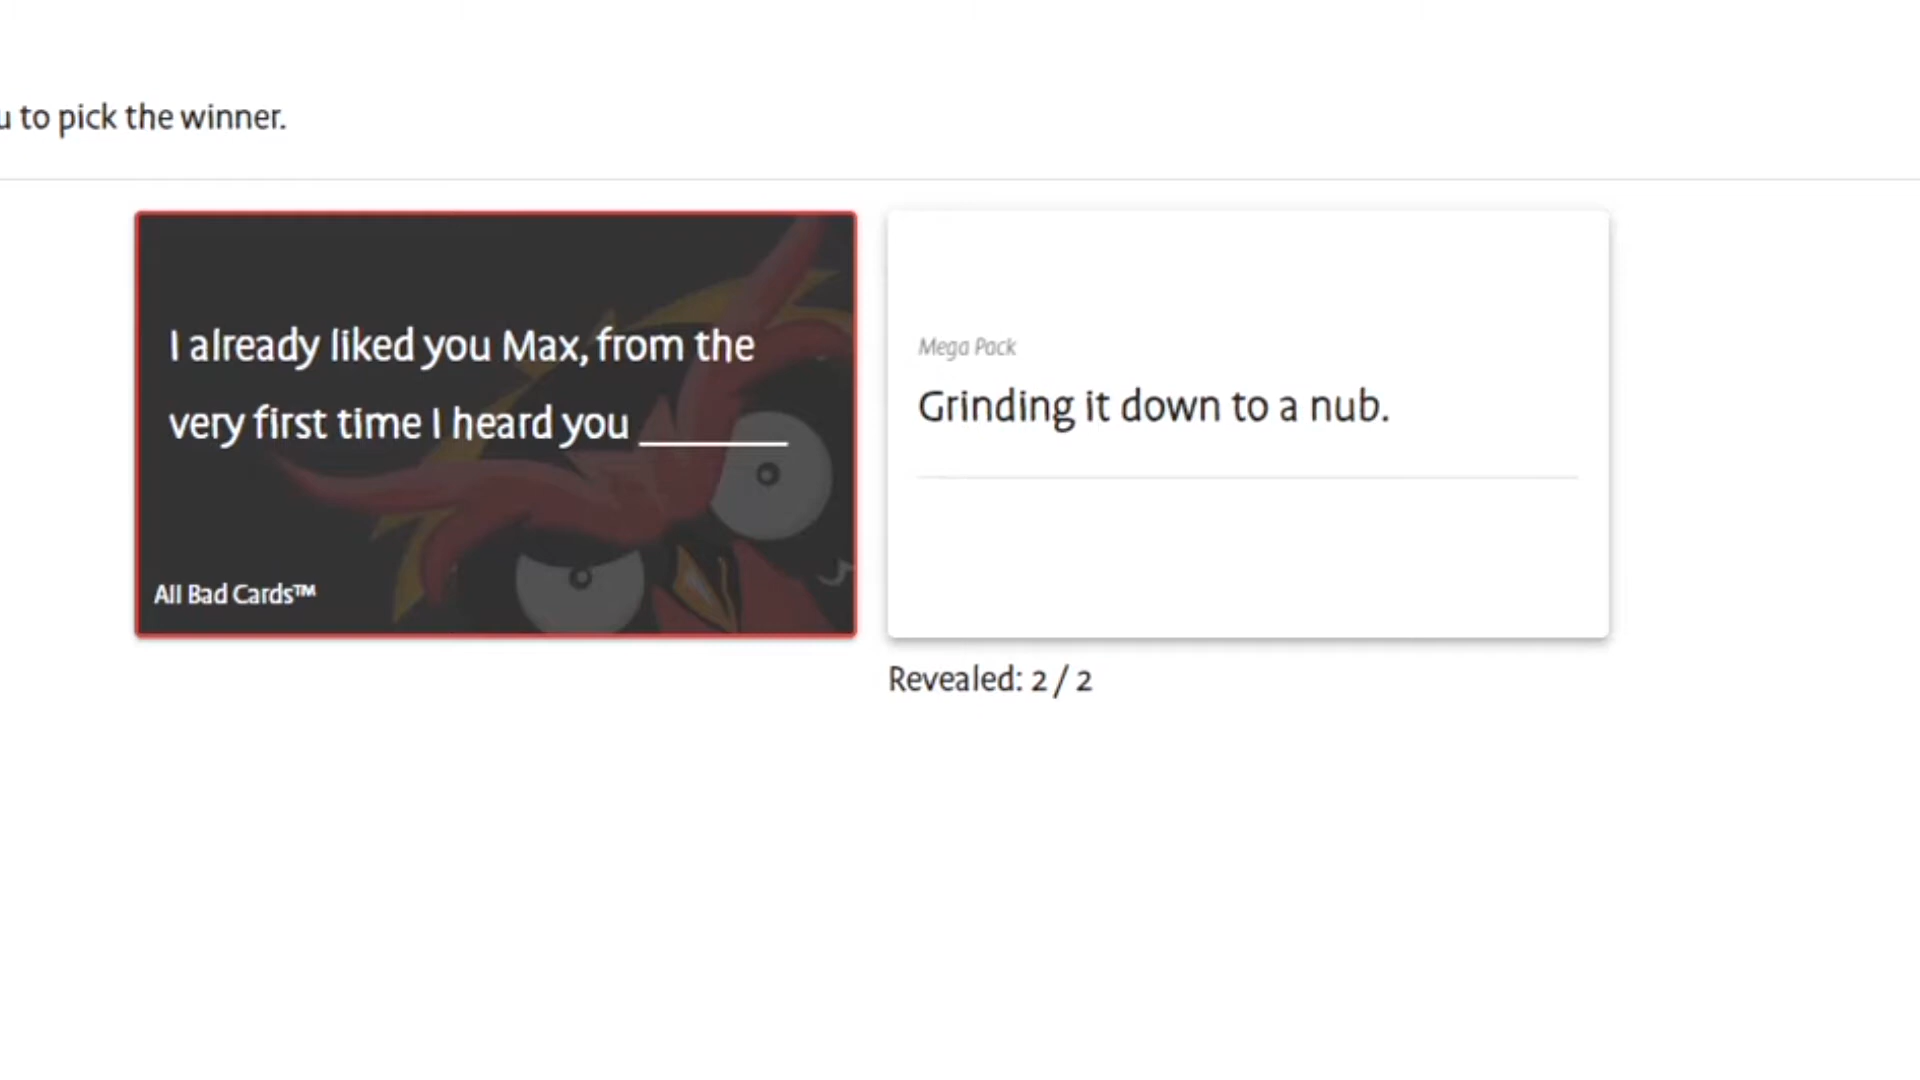 u to pick the winner.
I already liked you Max, from the
very first time I heard you ________
All Bad Cards™
Mega Pack
Grinding it down to a nub.
Revealed: 2 / 2